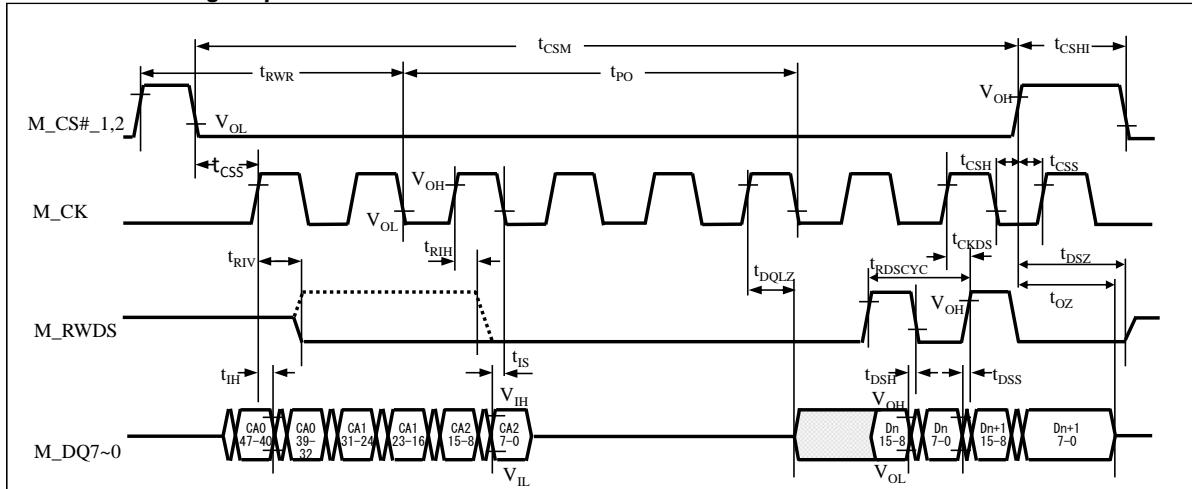 tCSM
tCSHI
tRWR
tPO
VOH
M_CS#_1,2
VOL
tCSS
tCSH
tCSS
VOH
M_CK
VOL
tRIH
tCKDS
tRIV
tDQLZ
tRDSCYC
tDSZ
VOH
tOZ
M_RWDS
tIS
tIH
VIH
tDSH
tDSS
VOH
CA0 47-40
CA0 39-32
CA1 31-24
CA1 23-16
CA2 15-8
CA2 7-0
Dn 15-8
Dn 7-0
Dn+1 15-8
Dn+1 7-0
M_DQ7~0
VIL
VOL